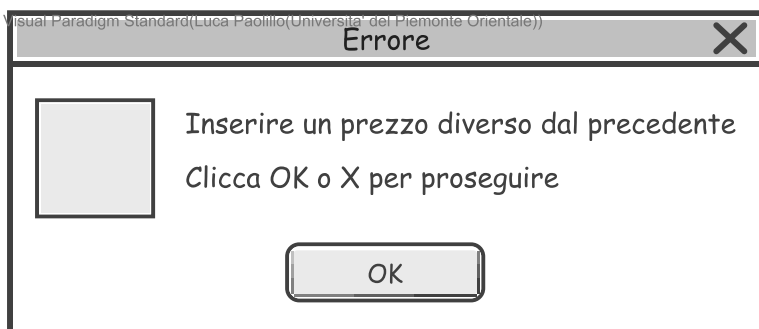 Visual Paradigm Standard(Luca Paolillo(Universita' del Piemonte Orientale))
Errore
Inserire un prezzo diverso dal precedente
Clicca OK o X per proseguire
OK